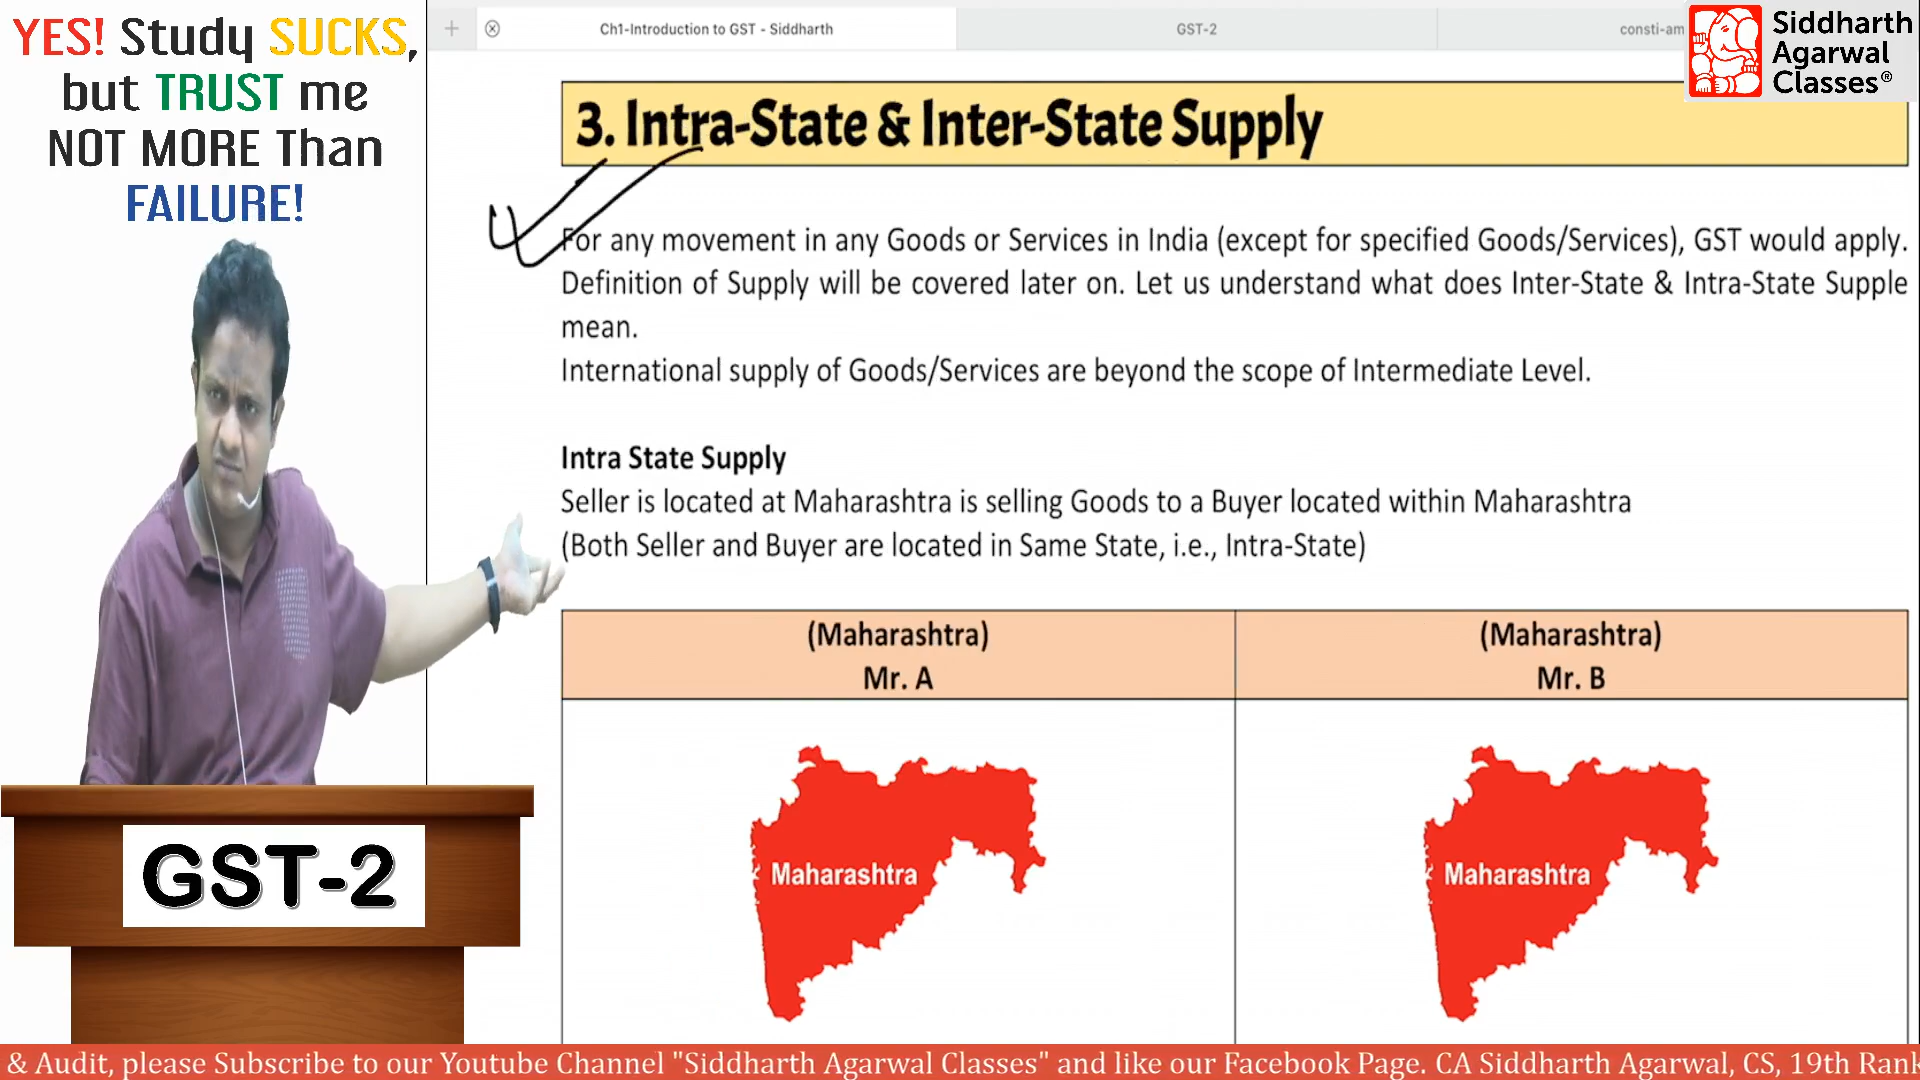 YES! Study SUCKS,
but TRUST me
NOT MORE Than
FAILURE!
Ch1-Introduction to GST - Siddharth
GST-2
consti-am
Siddharth
Agarwal
Classes®
3. Intra-State & Inter-State Supply
For any movement in any Goods or Services in India (except for specified Goods/Services), GST would apply.
Definition of Supply will be covered later on. Let us understand what does Inter-State & Intra-State Supple
mean.
International supply of Goods/Services are beyond the scope of Intermediate Level.
Intra State Supply
Seller is located at Maharashtra is selling Goods to a Buyer located within Maharashtra
(Both Seller and Buyer are located in Same State, i.e., Intra-State)
(Maharashtra)
Mr. A
(Maharashtra)
Mr. B
Maharashtra
Maharashtra
GST-2
& Audit, please Subscribe to our Youtube Channel "Siddharth Agarwal Classes" and like our Facebook Page. CA Siddharth Agarwal, CS, 19th Rank